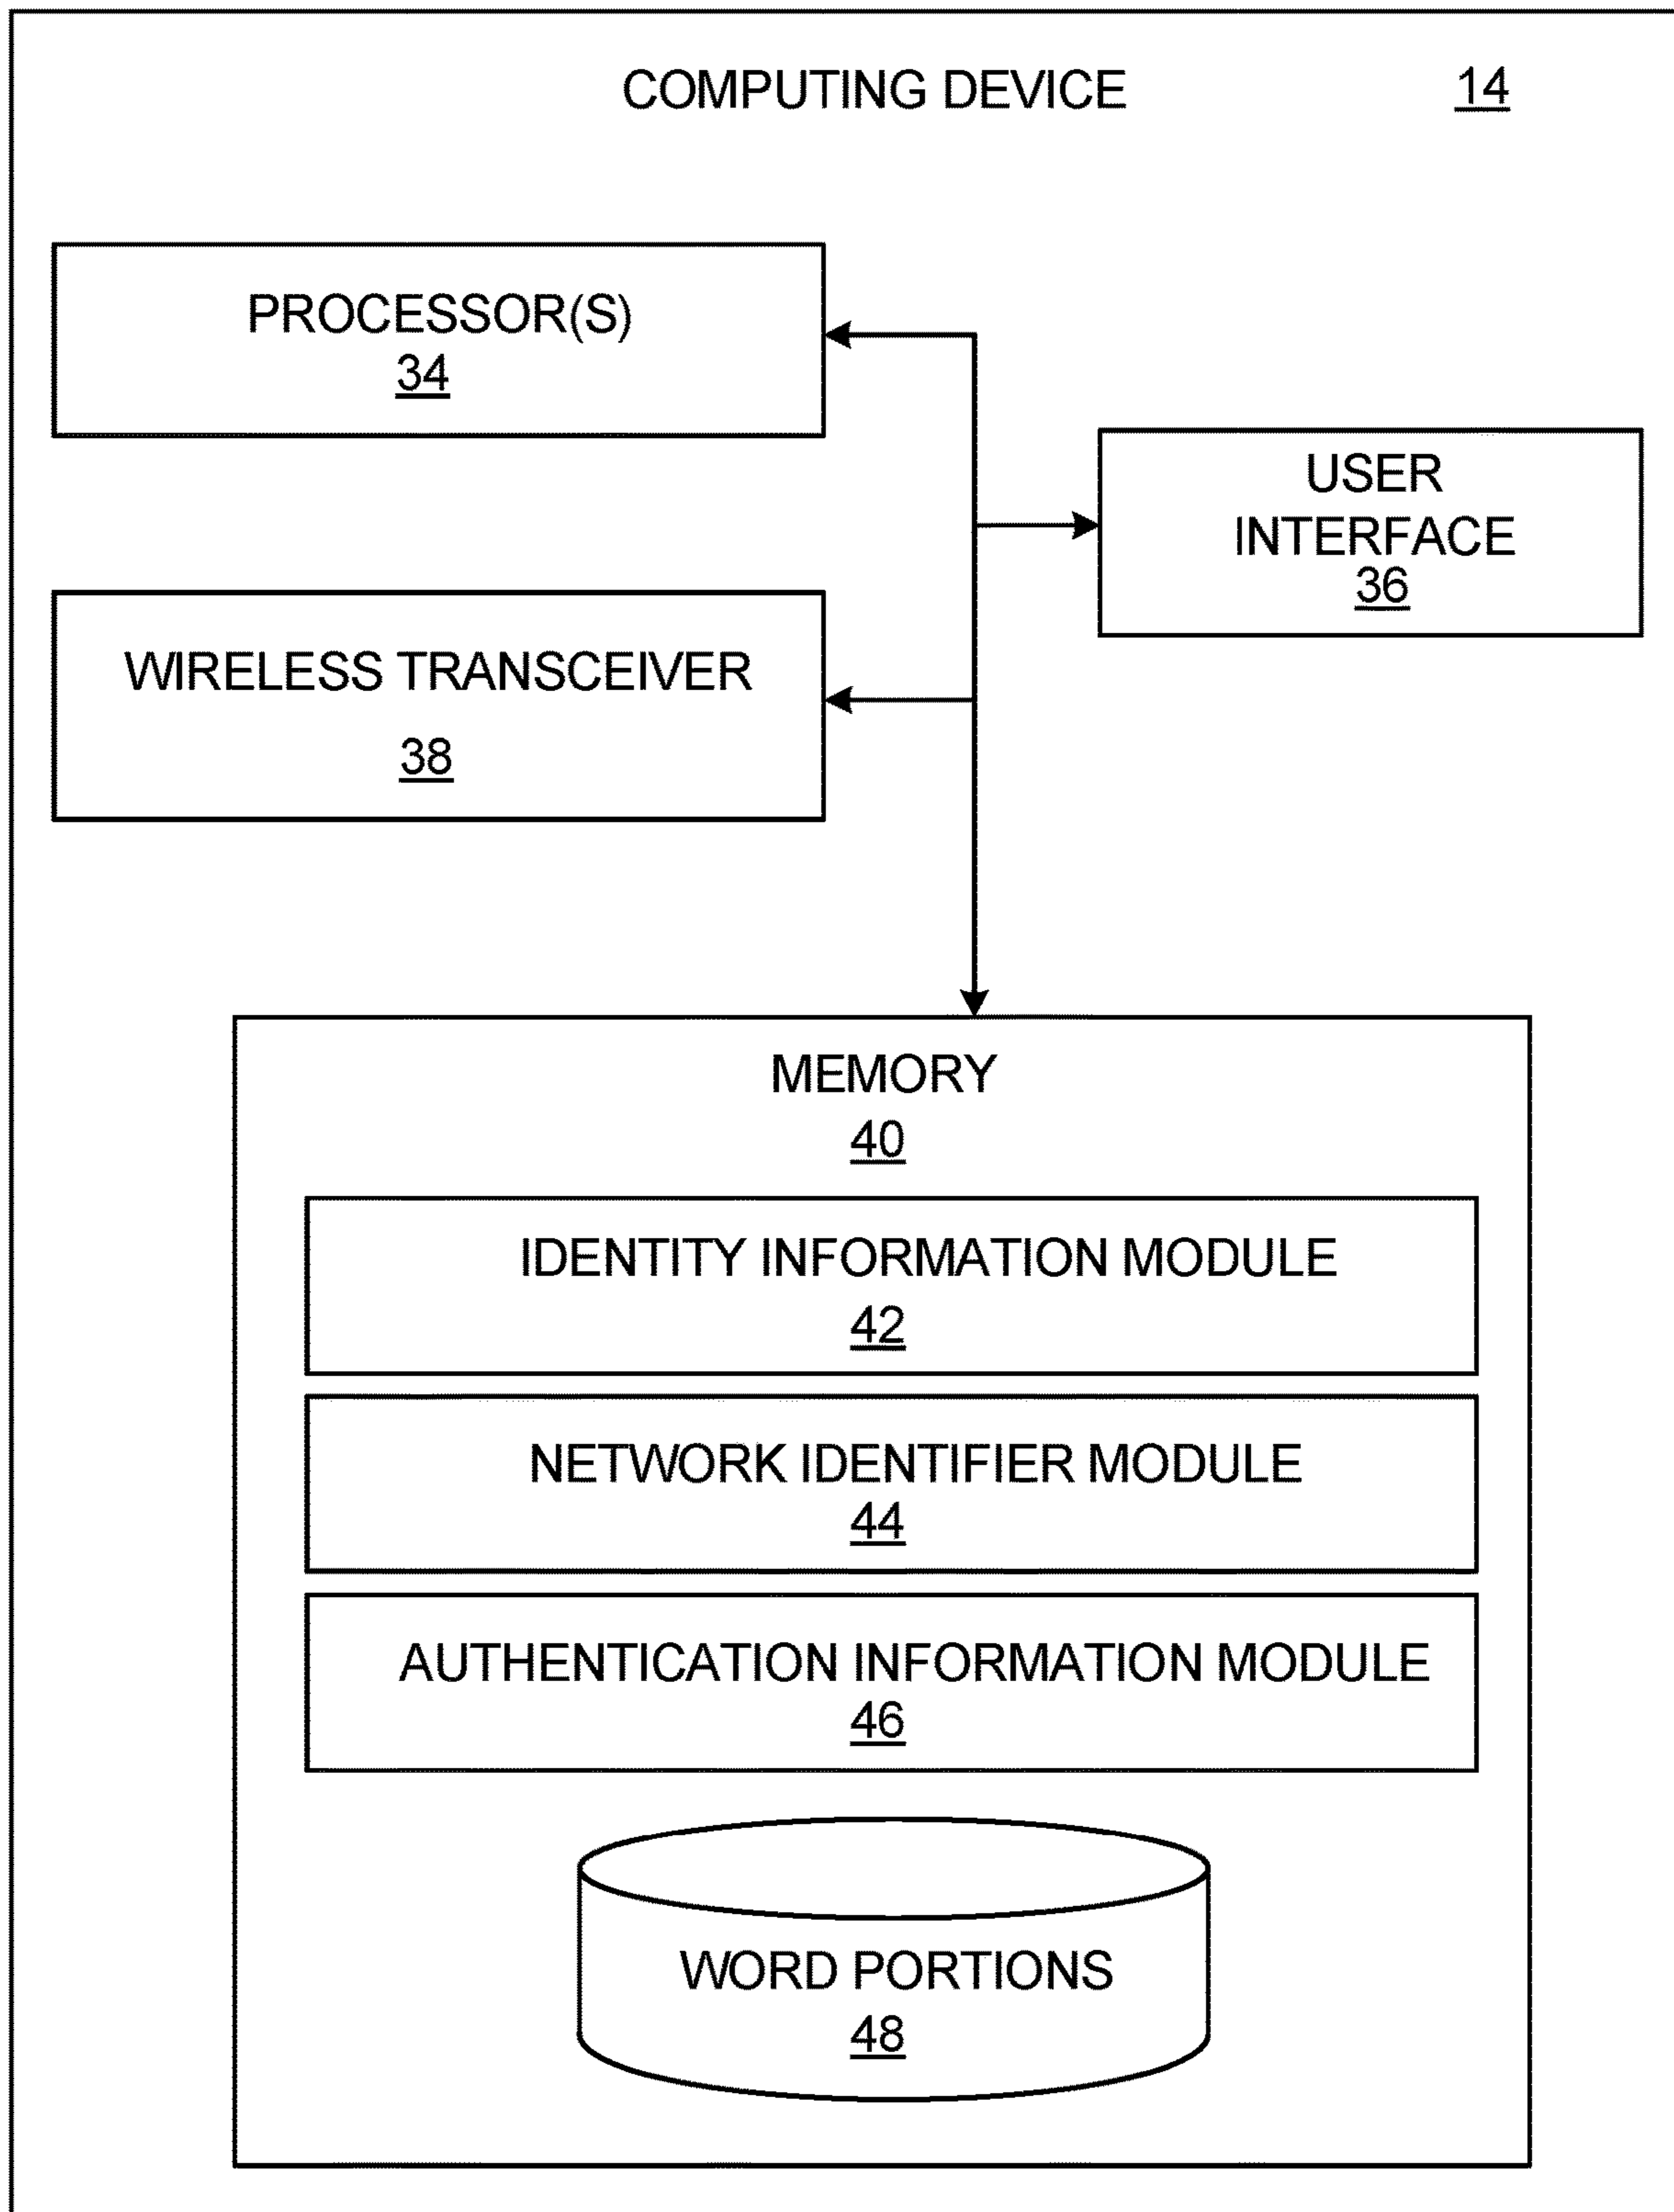 COMPUTING DEVICE 14
PROCESSOR(S)
34
USER
INTERFACE
36
WIRELESS TRANSCEIVER
38
MEMORY
40
IDENTITY INFORMATION MODULE
42
NETWORK IDENTIFIER MODULE
44
AUTHENTICATION INFORMATION MODULE
46
WORD PORTIONS
48